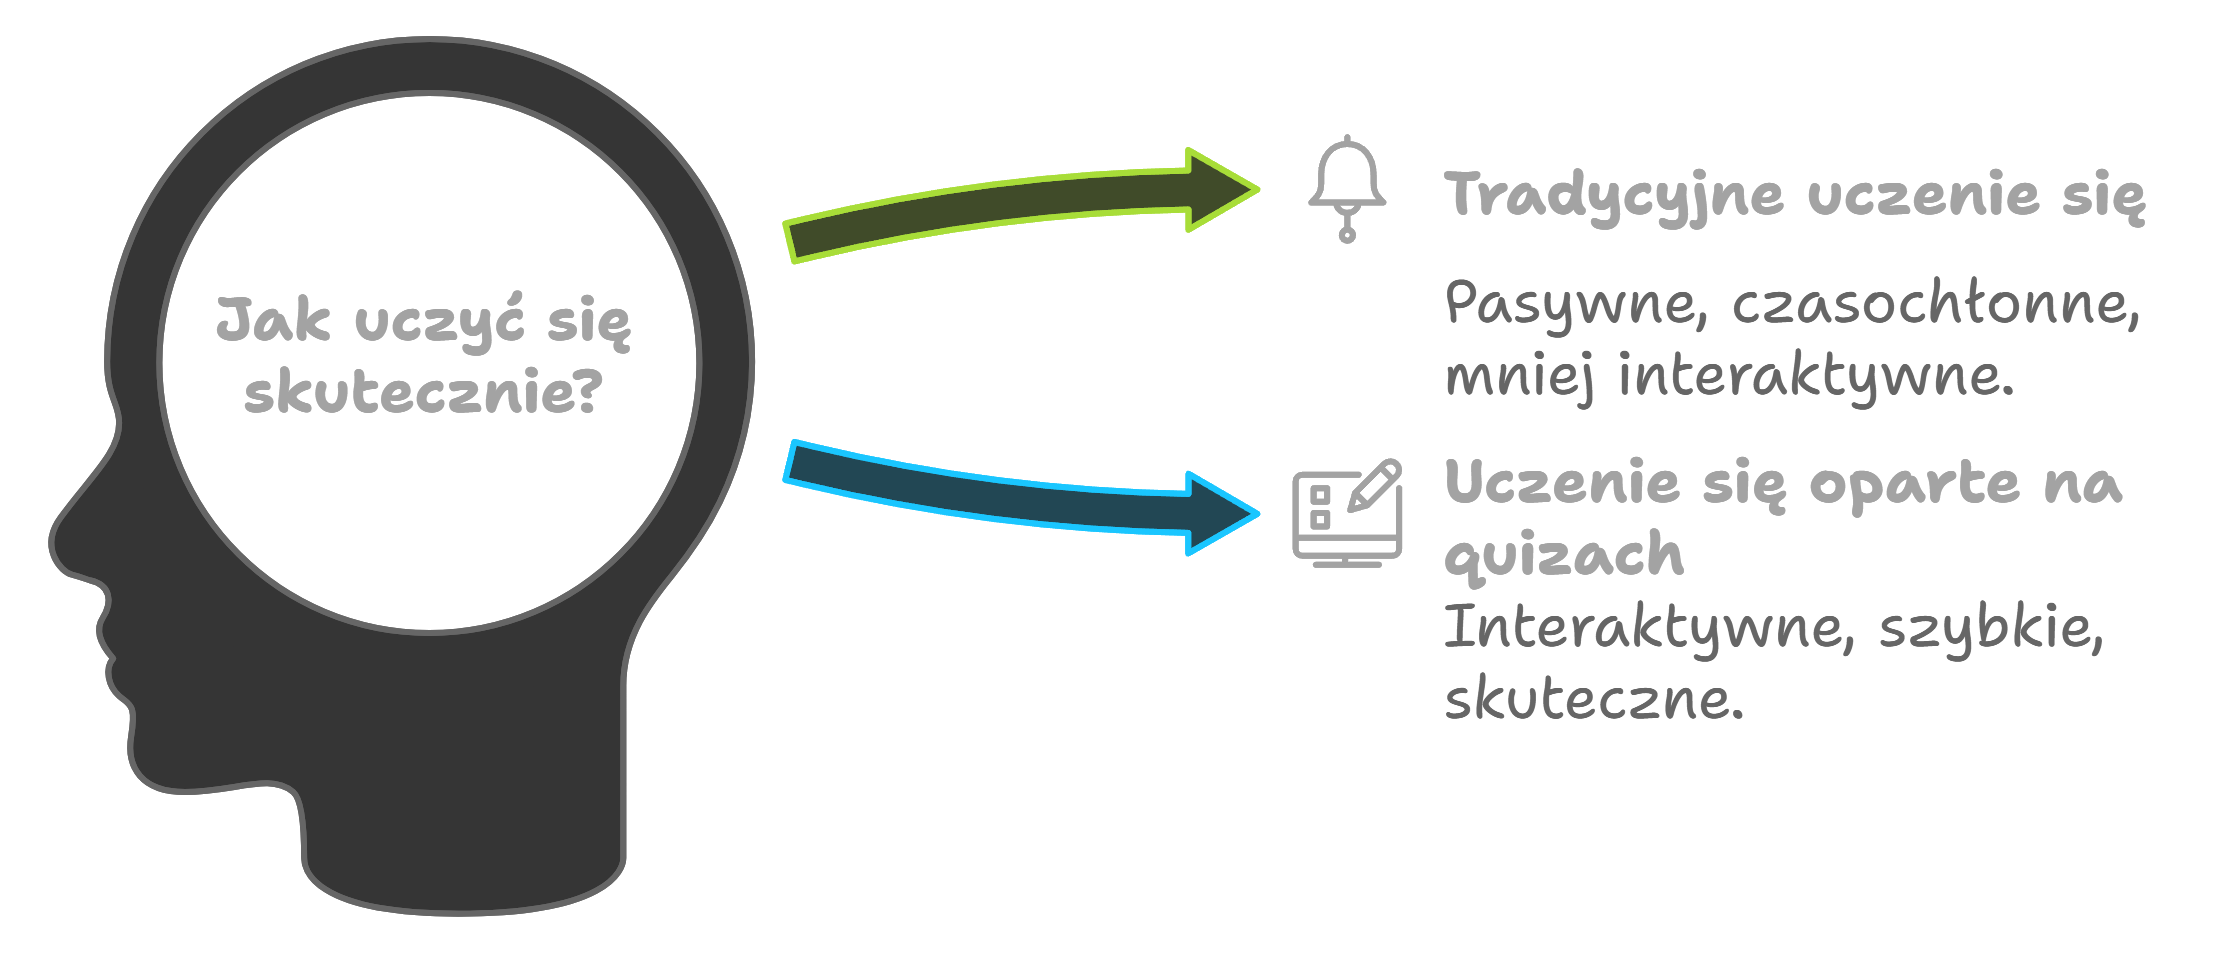 Jak uczyć się
skutecznie?
Tradycyjne uczenie się
Pasywne, czasochłonne,
mniej interaktywne.
Uczenie się oparte na
quizach
Interaktywne, szybkie,
skuteczne.